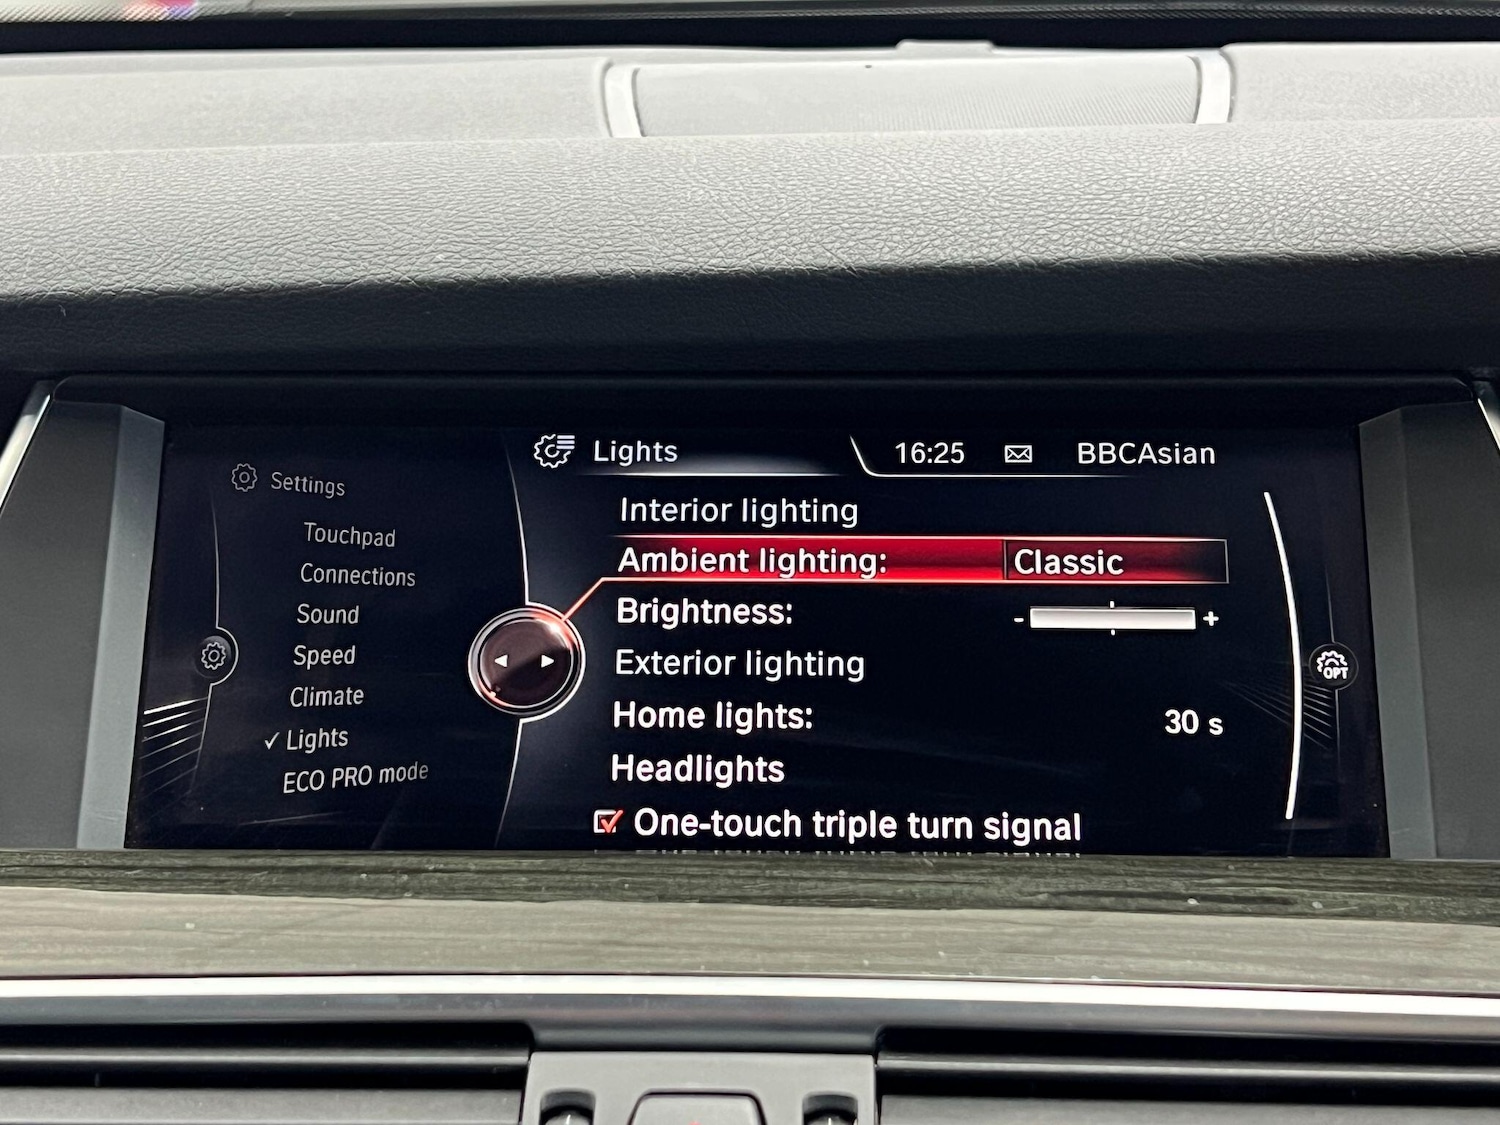 Settings
Touchpad
Connections
Sound
Speed
Climate
✓ Lights
ECO PRO mode
Lights
16:25 BBCAsian
Interior lighting
Ambient lighting: Classic
Brightness: - +
Exterior lighting
Home lights: 30 s
Headlights
One-touch triple turn signal
OPT